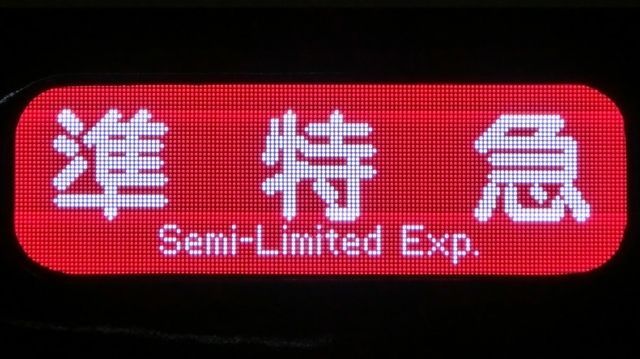 準特急
Semi-Limited Exp.